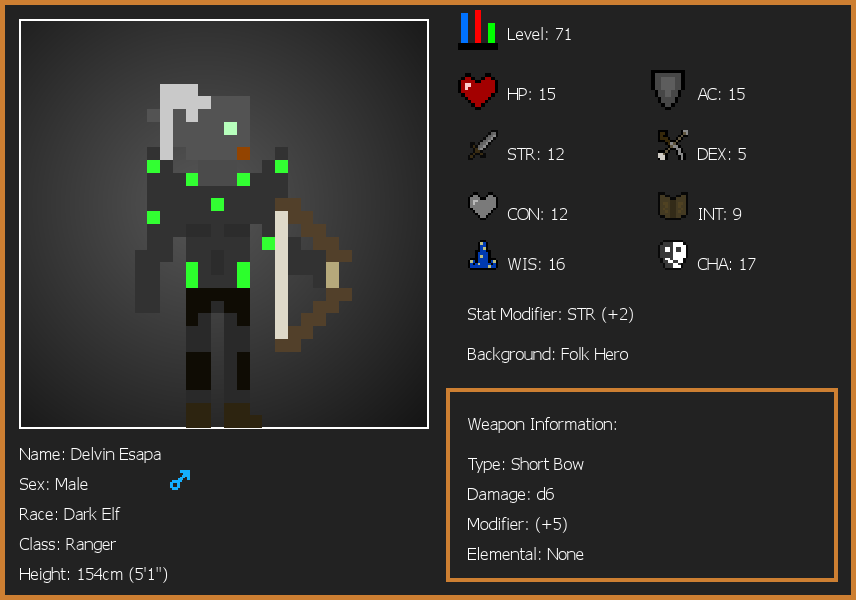 Level: 71
HP: 15
AC: 15
STR: 12
DEX: 5
CON: 12
INT: 9
WIS: 16
CHA: 17
Stat Modifier: STR (+2)
Background: Folk Hero
Weapon Information:
Type: Short Bow
Damage: d6
Modifier: (+5)
Elemental: None
Name: Delvin Esapa
Sex: Male
Race: Dark Elf
Class: Ranger
Height: 154cm (5'1")